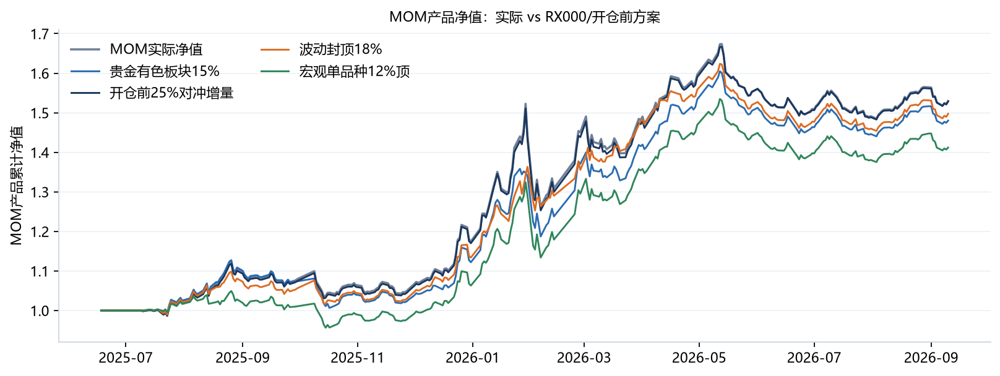 MOM产品净值：实际 vs RX000/开仓前方案
MOM实际净值
贵金有色板块15%
开仓前25%对冲增量
波动封顶18%
宏观单品种12%顶
MOM产品累计净值
1.7
1.6
1.5
1.4
1.3
1.2
1.1
1.0
2025-07
2025-09
2025-11
2026-01
2026-03
2026-05
2026-07
2026-09